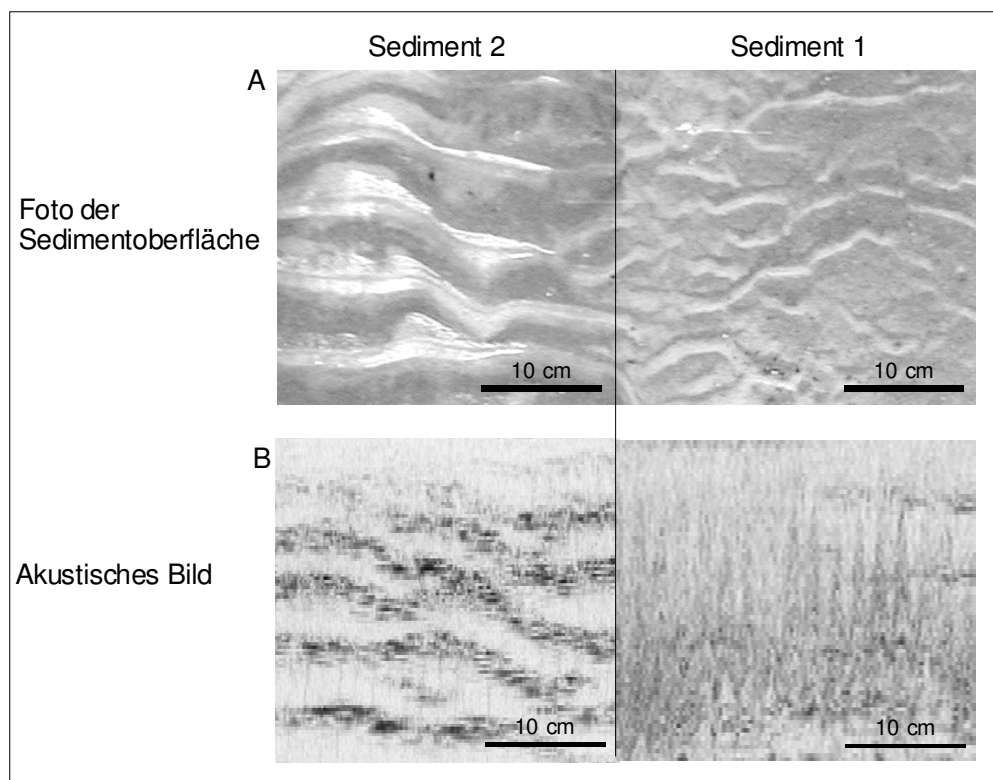 Sediment 2
Sediment 1
A
Foto der
Sedimentoberfläche
10 cm
10 cm
B
Akustisches Bild
10 cm
10 cm